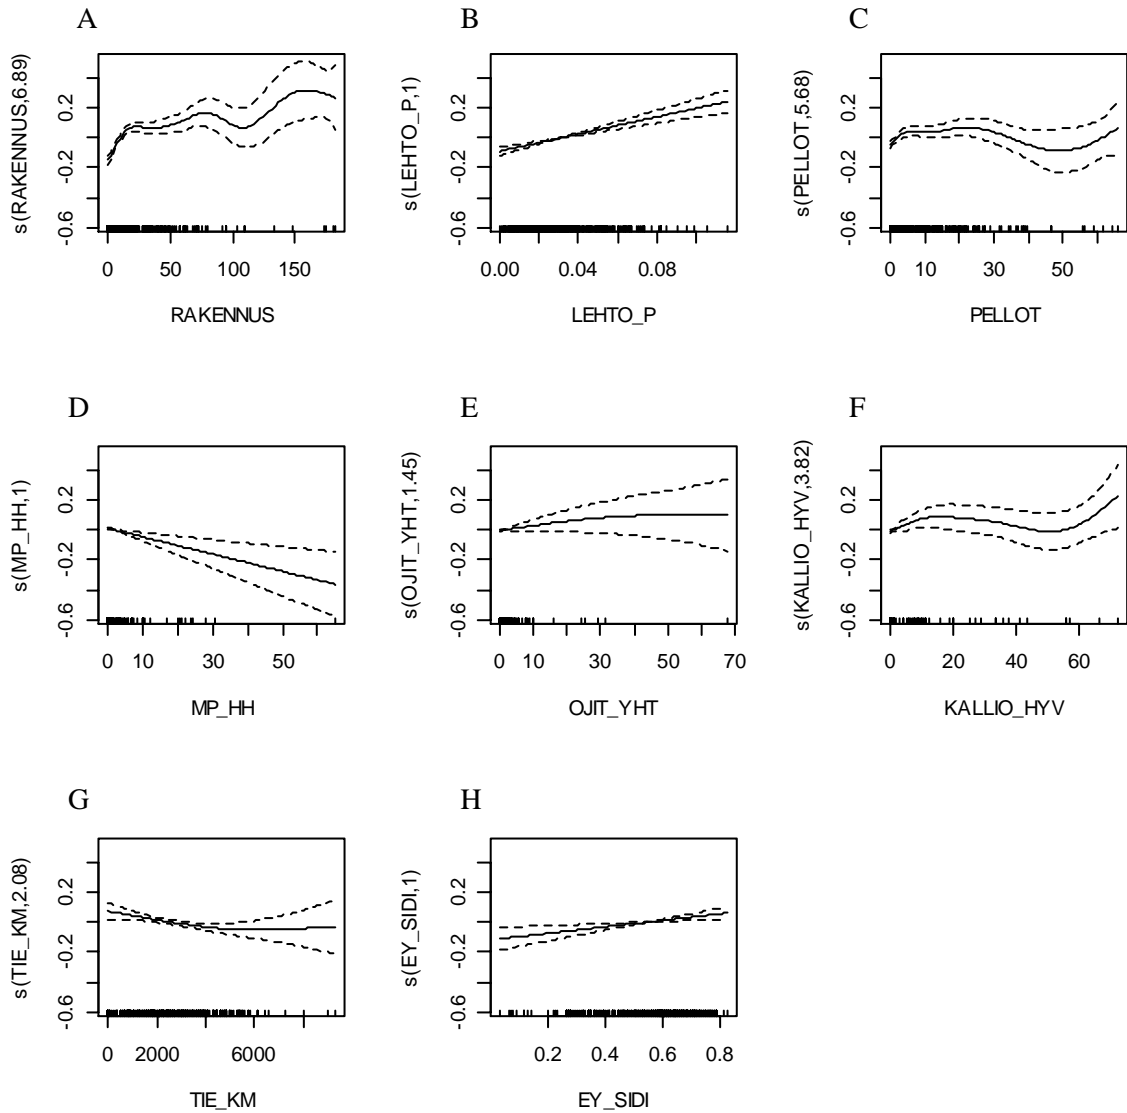 A
s(RAKENNUS,6.89)
-0.6 -0.2 0.2
0 50 100 150
RAKENNUS
B
s(LEHTO_P,1)
-0.6 -0.2 0.2
0.00 0.04 0.08
LEHTO_P
C
s(PELLOT,5.68)
-0.6 -0.2 0.2
0 10 30 50
PELLOT
D
s(MP_HH,1)
-0.6 -0.2 0.2
0 10 30 50
MP_HH
E
s(OJIT_YHT,1.45)
-0.6 -0.2 0.2
0 10 30 50 70
OJIT_YHT
F
s(KALLIO_HYV,3.82)
-0.6 -0.2 0.2
0 20 40 60
KALLIO_HYV
G
s(TIE_KM,2.08)
-0.6 -0.2 0.2
0 2000 6000
TIE_KM
H
s(EY_SIDI,1)
-0.6 -0.2 0.2
0.2 0.4 0.6 0.8
EY_SIDI